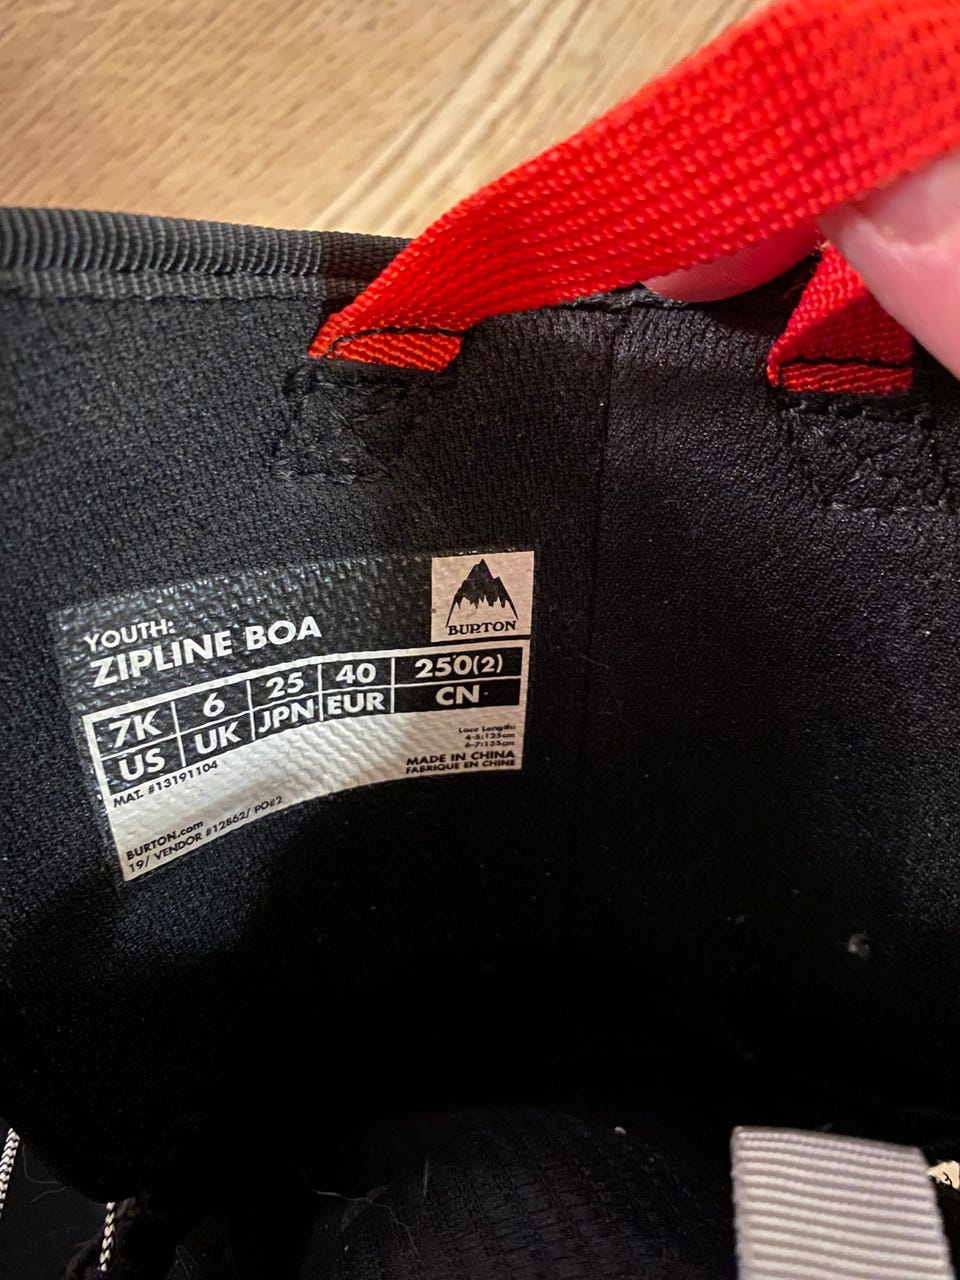 BURTON
YOUTH:
ZIPLINE BOA
7K 6 25 40 250(2)
US UK JPN EUR CN
MAT. #13191104
Lace Length:
4-5:125cm
6-7:135cm
MADE IN CHINA
FABRIQUE EN CHINE
BURTON.com
19/ VENDOR #12862/ PO#2